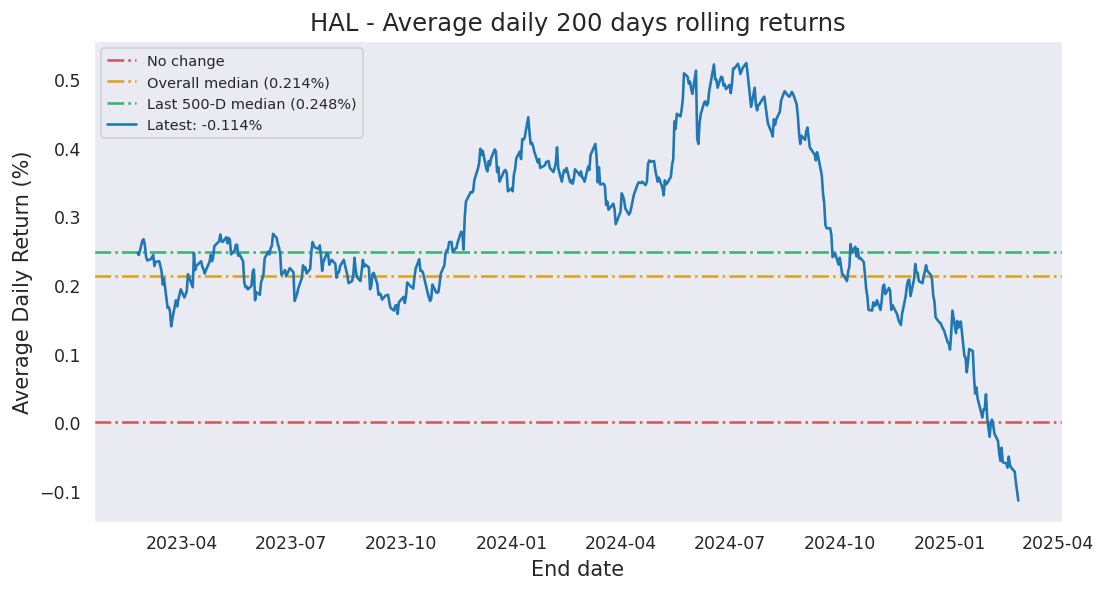 HAL - Average daily 200 days rolling returns
No change
Overall median (0.214%)
Last 500-D median (0.248%)
Latest: -0.114%
Average Daily Return (%)
0.5
0.4
0.3
0.2
0.1
0.0
−0.1
2023-04 2023-07 2023-10 2024-01 2024-04 2024-07 2024-10 2025-01 2025-04
End date